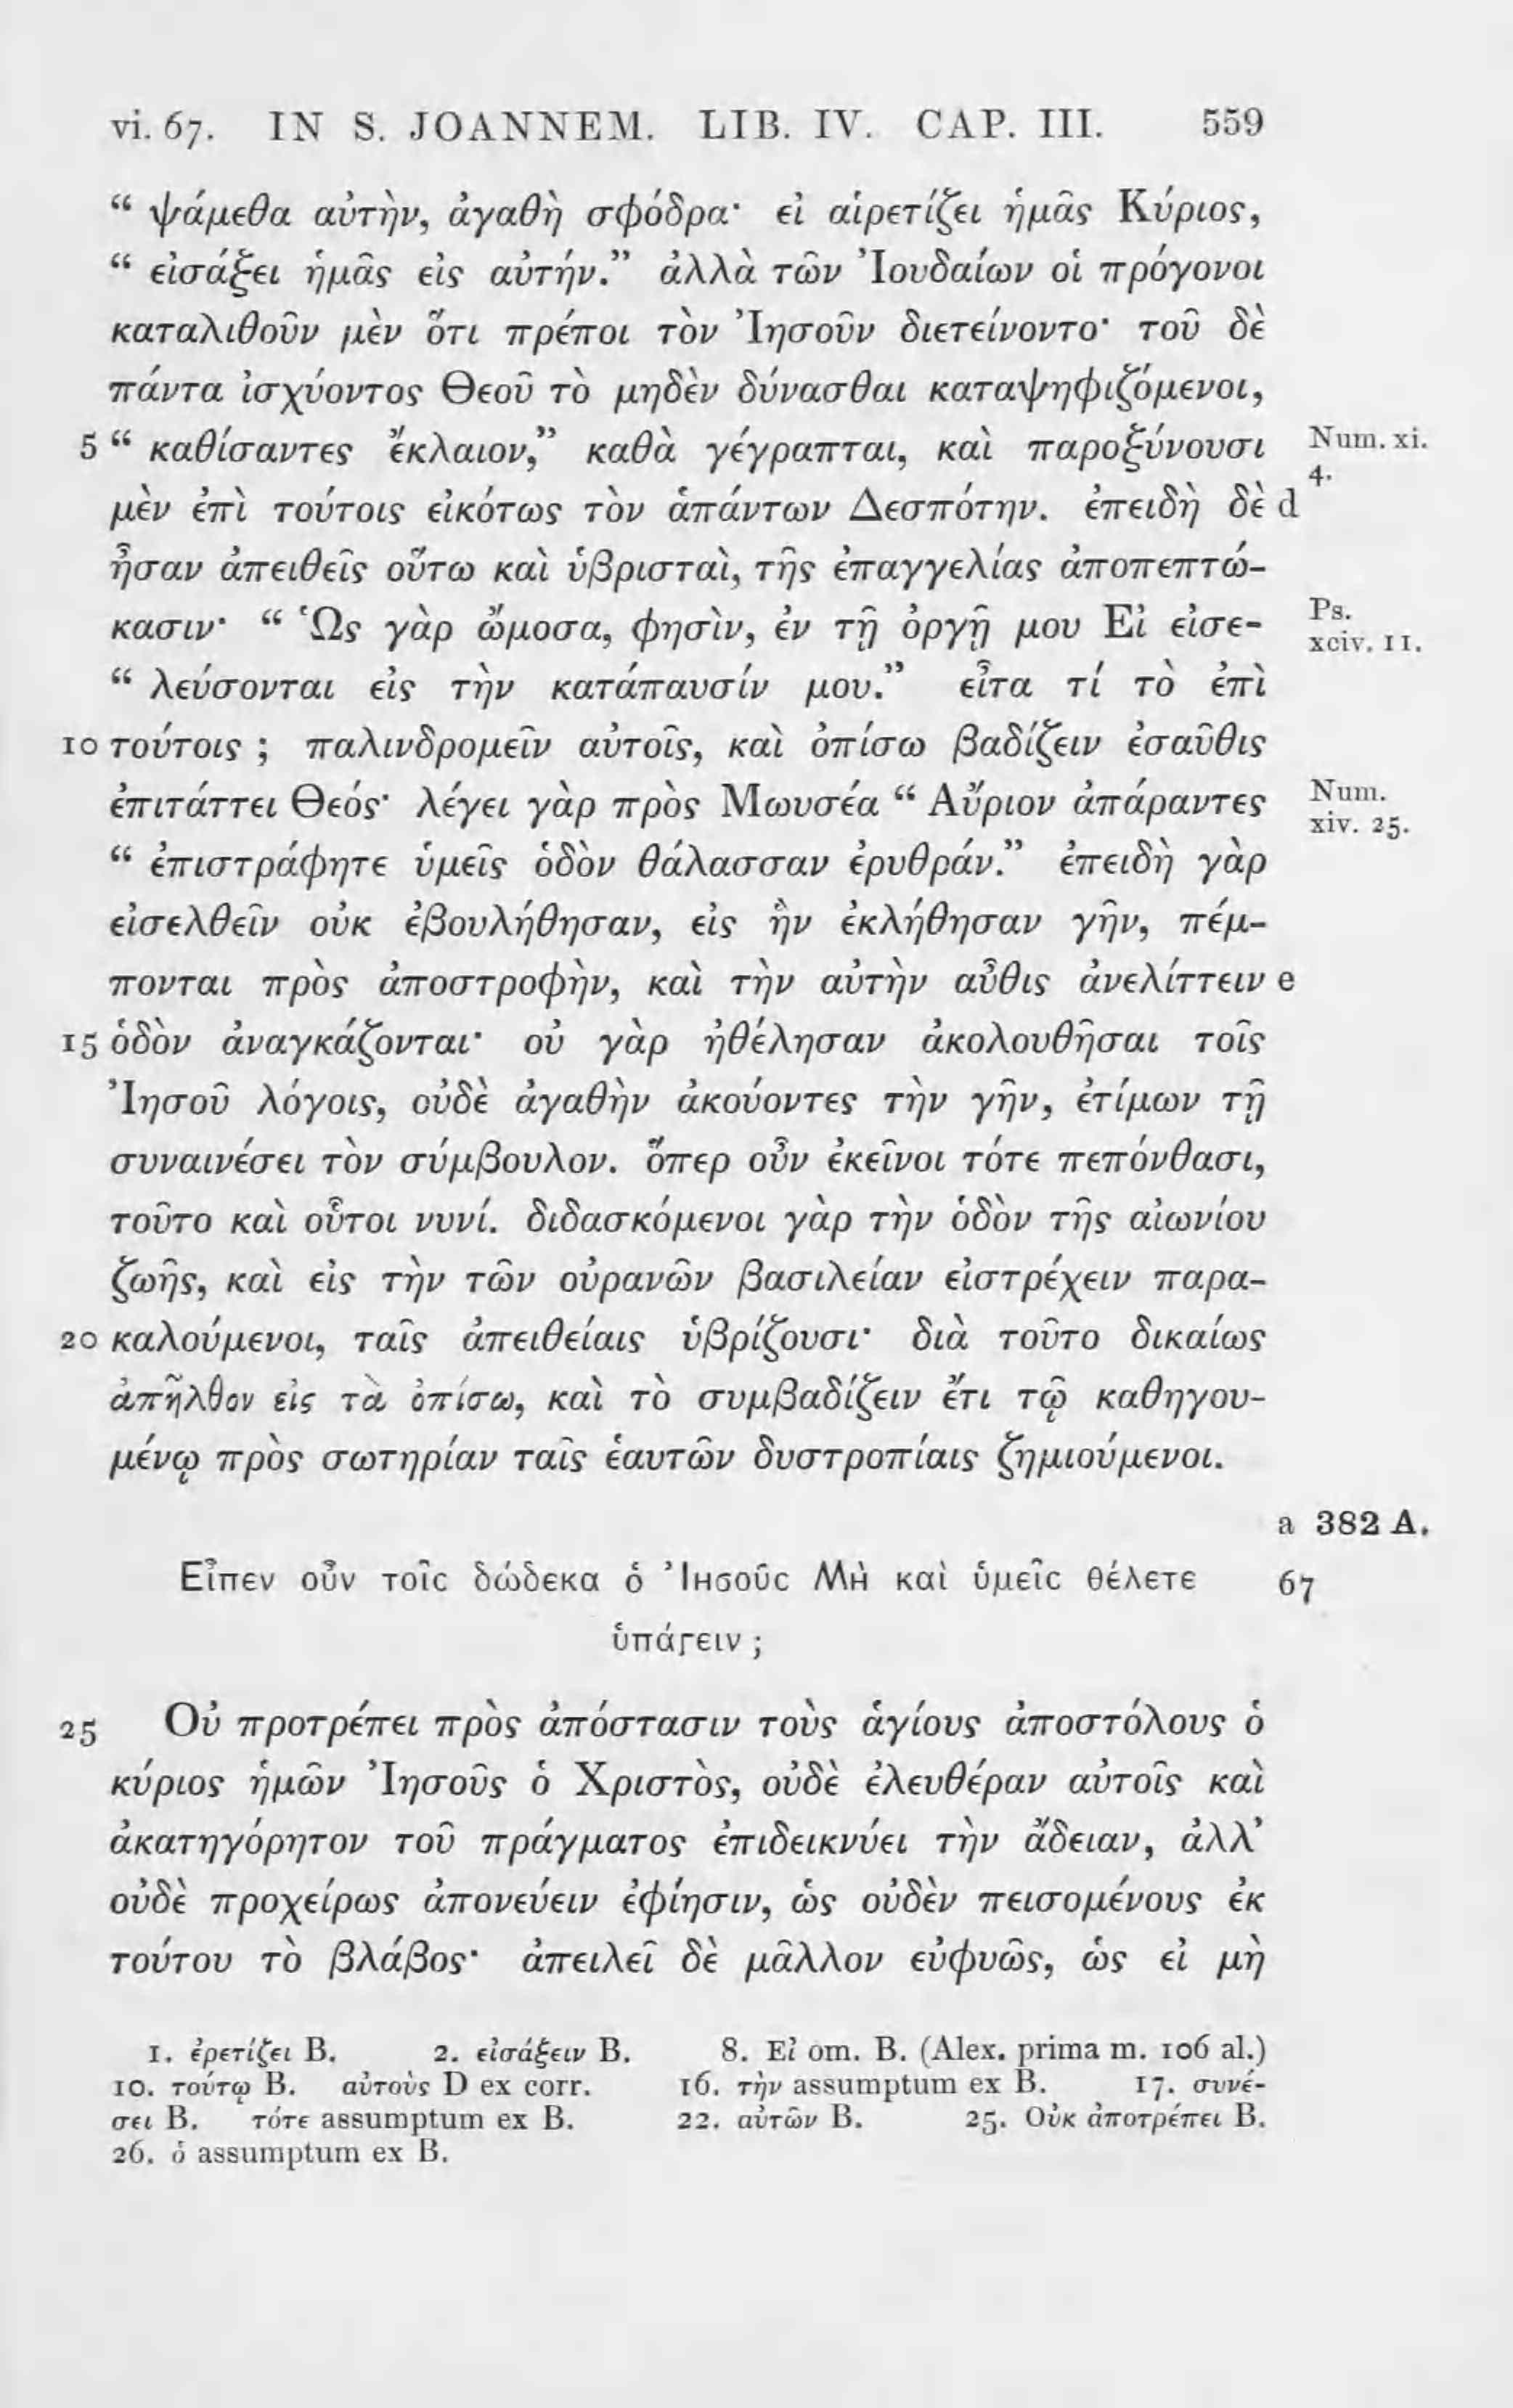 vi. 67. IN S. JOANNEM. LIB. IV. CAP. III. 559
“ ψάμεθα αὐτὴν, ἀγαθὴ σφόδρα· εἰ αἱρετίζει ἡμᾶς Κύριος,
“ εἰσάξει ἡμᾶς εἰς αὐτήν.” ἀλλὰ τῶν Ἰουδαίων οἱ πρόγονοι
καταλιθοῦν μὲν ὅτι πρέποι τὸν Ἰησοῦν διετείνοντο· τοῦ δὲ
πάντα ἰσχύοντος Θεοῦ τὸ μηδὲν δύνασθαι καταψηφιζόμενοι,
5 “ καθίσαντες ἔκλαιον,” καθὰ γέγραπται, καὶ παροξύνουσι Num. xi. 4.
μὲν ἐπὶ τούτοις εἰκότως τὸν ἁπάντων Δεσπότην. ἐπειδὴ δὲ d
ἦσαν ἀπειθεῖς οὕτω καὶ ὑβρισταὶ, τῆς ἐπαγγελίας ἀποπεπτώ-
κασιν· “ Ὡς γὰρ ὤμοσα, φησὶν, ἐν τῇ ὀργῇ μου Εἰ εἰσε- Ps. xciv. 11.
“ λεύσονται εἰς τὴν κατάπαυσίν μου.” εἶτα τί τὸ ἐπὶ
10 τούτοις ; παλινδρομεῖν αὐτοῖς, καὶ ὀπίσω βαδίζειν ἐσαῦθις
ἐπιτάττει Θεός· λέγει γὰρ πρὸς Μωυσέα “ Αὔριον ἀπάραντες Num. xiv. 25.
“ ἐπιστράφητε ὑμεῖς ὁδὸν θάλασσαν ἐρυθράν.” ἐπειδὴ γὰρ
εἰσελθεῖν οὐκ ἐβουλήθησαν, εἰς ἣν ἐκλήθησαν γῆν, πέμ-
πονται πρὸς ἀποστροφὴν, καὶ τὴν αὐτὴν αὖθις ἀνελίττειν e
15 ὁδὸν ἀναγκάζονται· οὐ γὰρ ἠθέλησαν ἀκολουθῆσαι τοῖς
Ἰησοῦ λόγοις, οὐδὲ ἀγαθὴν ἀκούοντες τὴν γῆν, ἐτίμων τῇ
συναινέσει τὸν σύμβουλον. ὅπερ οὖν ἐκεῖνοι τότε πεπόνθασι,
τοῦτο καὶ οὗτοι νυνί. διδασκόμενοι γὰρ τὴν ὁδὸν τῆς αἰωνίου
ζωῆς, καὶ εἰς τὴν τῶν οὐρανῶν βασιλείαν εἰστρέχειν παρα-
20 καλούμενοι, ταῖς ἀπειθείαις ὑβρίζουσι· διὰ τοῦτο δικαίως
ἀπῆλθον εἰς τὰ ὀπίσω, καὶ τὸ συμβαδίζειν ἔτι τῷ καθηγου-
μένῳ πρὸς σωτηρίαν ταῖς ἑαυτῶν δυστροπίαις ζημιούμενοι.
a 382 A.
Εἶπεν οὖν τοῖς δώδεκα ὁ Ἰησοῦς Μὴ καὶ ὑμεῖς θέλετε 67
ὑπάγειν ;
25 Οὐ προτρέπει πρὸς ἀπόστασιν τοὺς ἁγίους ἀποστόλους ὁ
κύριος ἡμῶν Ἰησοῦς ὁ Χριστὸς, οὐδὲ ἐλευθέραν αὐτοῖς καὶ
ἀκατηγόρητον τοῦ πράγματος ἐπιδεικνύει τὴν ἄδειαν, ἀλλ’
οὐδὲ προχείρως ἀπονεύειν ἐφίησιν, ὡς οὐδὲν πεισομένους ἐκ
τούτου τὸ βλάβος· ἀπειλεῖ δὲ μᾶλλον εὐφυῶς, ὡς εἰ μὴ
1. ἐρετίζει B. 2. εἰσάξειν B. 8. Εἰ om. B. (Alex. prima m. 106 al.)
10. τούτῳ B. αὐτοὺς D ex corr. 16. τὴν assumptum ex B. 17. συνέ-
σει B. τότε assumptum ex B. 22. αὐτῶν B. 25. Οὐκ ἀποτρέπει B.
26. ὁ assumptum ex B.